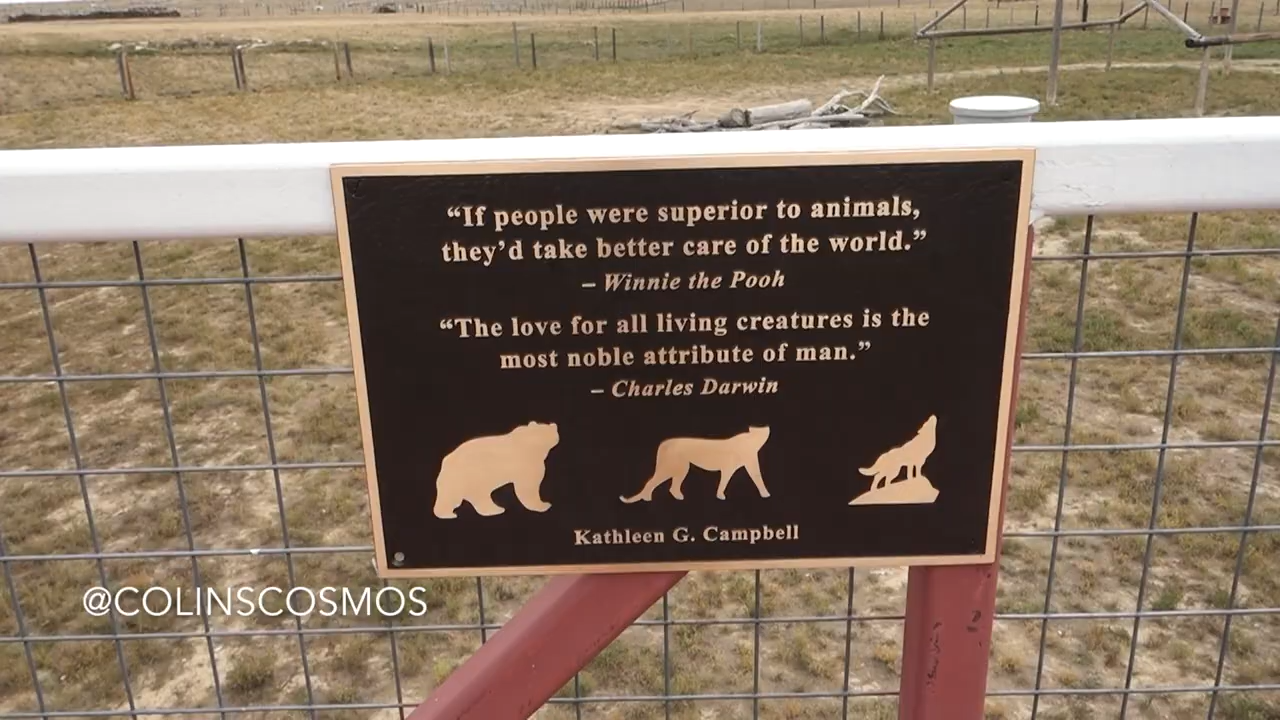 “If people were superior to animals,
they’d take better care of the world.”
– Winnie the Pooh
“The love for all living creatures is the
most noble attribute of man.”
– Charles Darwin
Kathleen G. Campbell
@COLINSCOSMOS